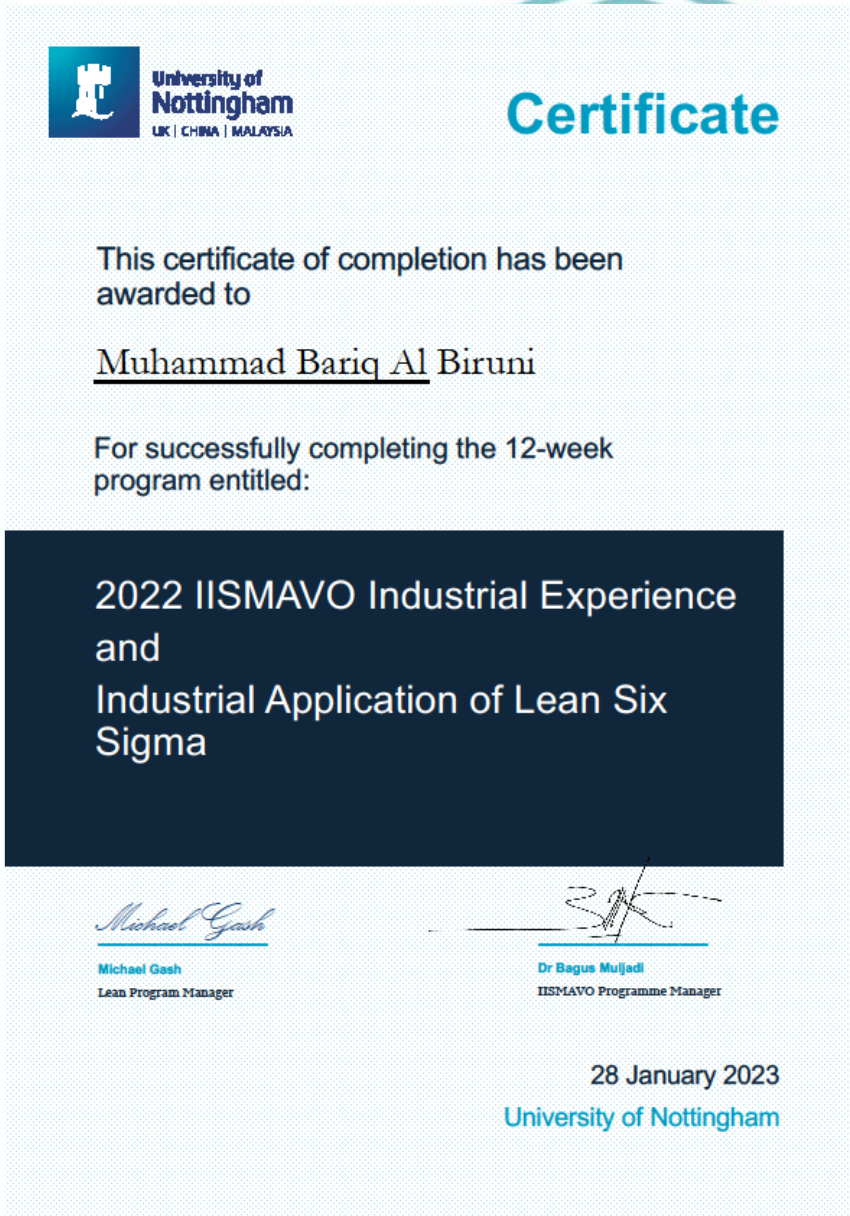 University of
Nottingham
UK | CHINA | MALAYSIA
Certificate
This certificate of completion has been
awarded to
Muhammad Bariq Al Biruni
For successfully completing the 12-week
program entitled:
2022 IISMAVO Industrial Experience
and
Industrial Application of Lean Six
Sigma
Michael Gash
Michael Gash
Lean Program Manager
Dr Bagus Muljadi
IISMAVO Programme Manager
28 January 2023
University of Nottingham